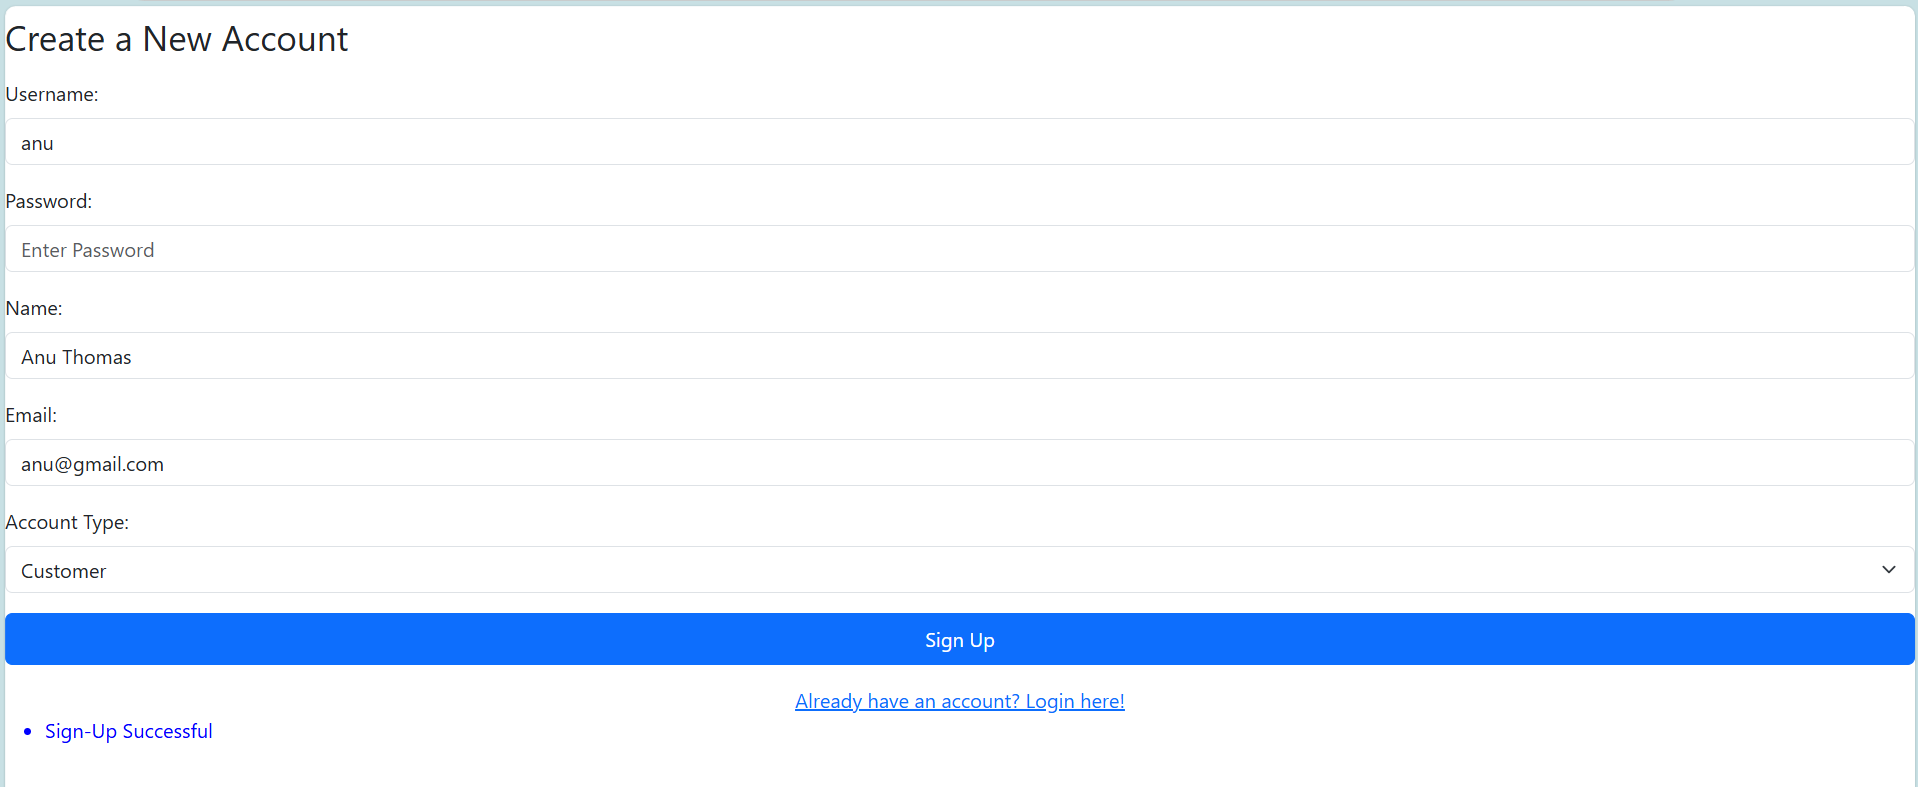 Create a New Account
Username:
anu
Password:
Enter Password
Name:
Anu Thomas
Email:
anu@gmail.com
Account Type:
Customer
Sign Up
Already have an account? Login here!
Sign-Up Successful